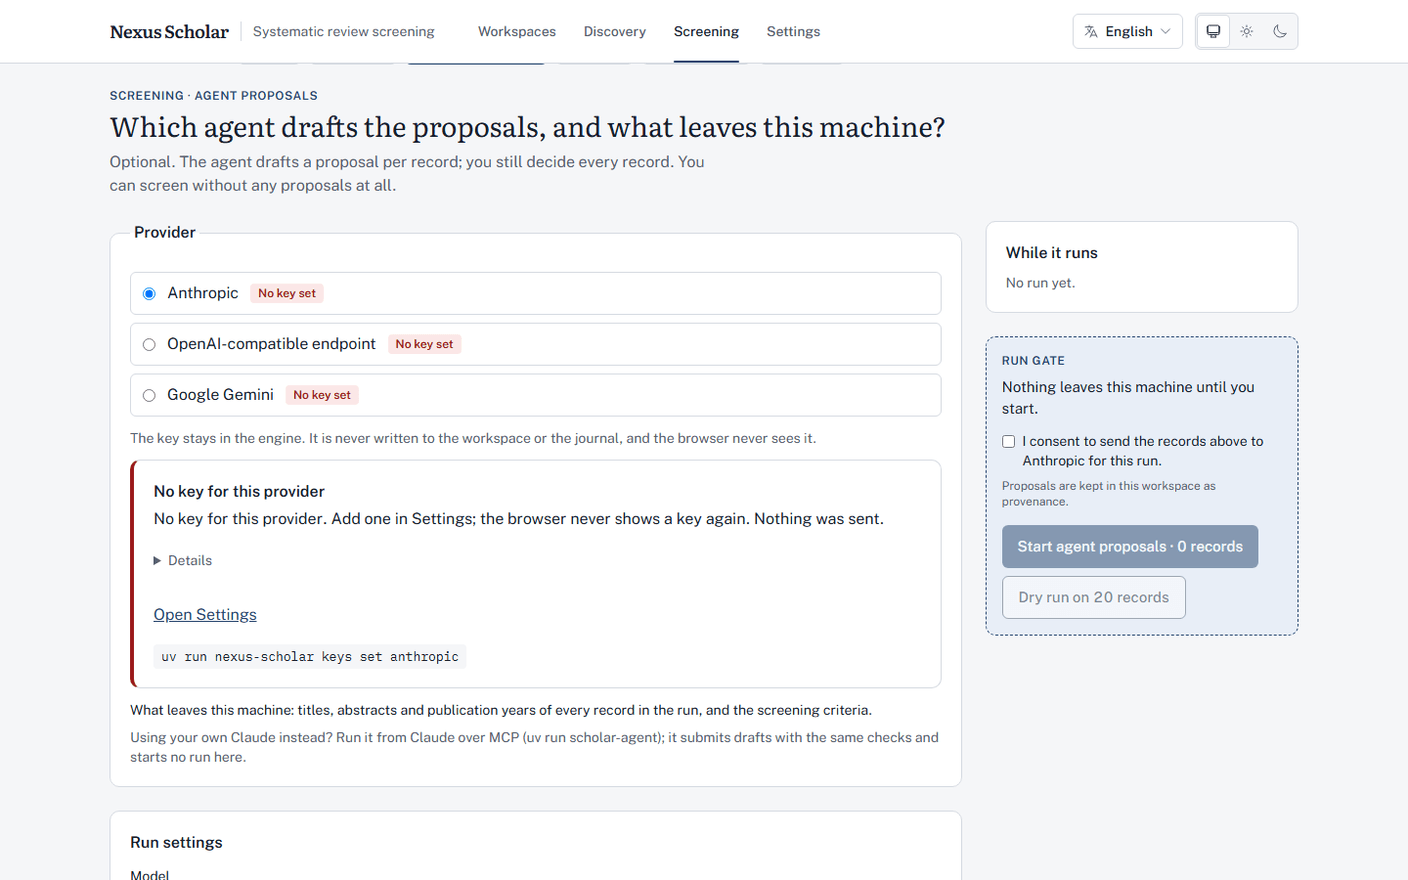 Nexus Scholar
Systematic review screening
Workspaces
Discovery
Screening
Settings
English
SCREENING · AGENT PROPOSALS
Which agent drafts the proposals, and what leaves this machine?
Optional. The agent drafts a proposal per record; you still decide every record. You
can screen without any proposals at all.
Provider
Anthropic
No key set
OpenAI-compatible endpoint
No key set
Google Gemini
No key set
The key stays in the engine. It is never written to the workspace or the journal, and the browser never sees it.
No key for this provider
No key for this provider. Add one in Settings; the browser never shows a key again. Nothing was sent.
Details
Open Settings
uv run nexus-scholar keys set anthropic
What leaves this machine: titles, abstracts and publication years of every record in the run, and the screening criteria.
Using your own Claude instead? Run it from Claude over MCP (uv run scholar-agent); it submits drafts with the same checks and
starts no run here.
Run settings
Model
While it runs
No run yet.
RUN GATE
Nothing leaves this machine until you
start.
I consent to send the records above to
Anthropic for this run.
Proposals are kept in this workspace as
provenance.
Start agent proposals · 0 records
Dry run on 20 records